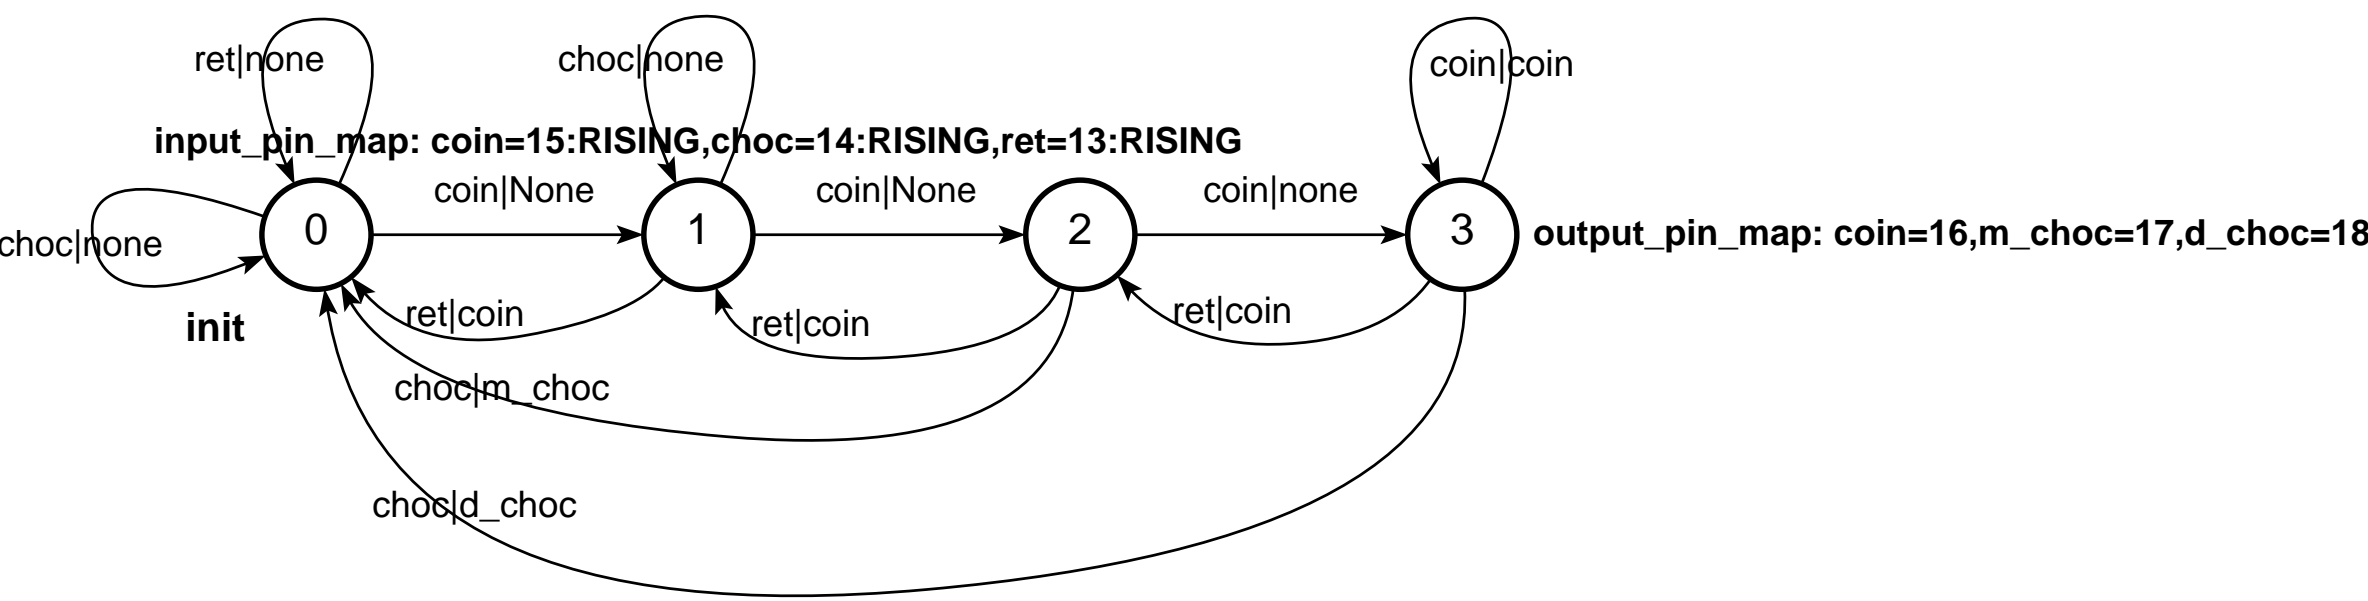 ret|none
choc|none
coin|coin
input_pin_map: coin=15:RISING,choc=14:RISING,ret=13:RISING
coin|None
coin|None
coin|none
choc|none
0
1
2
3
output_pin_map: coin=16,m_choc=17,d_choc=18
init
ret|coin
ret|coin
ret|coin
choc|m_choc
choc|d_choc